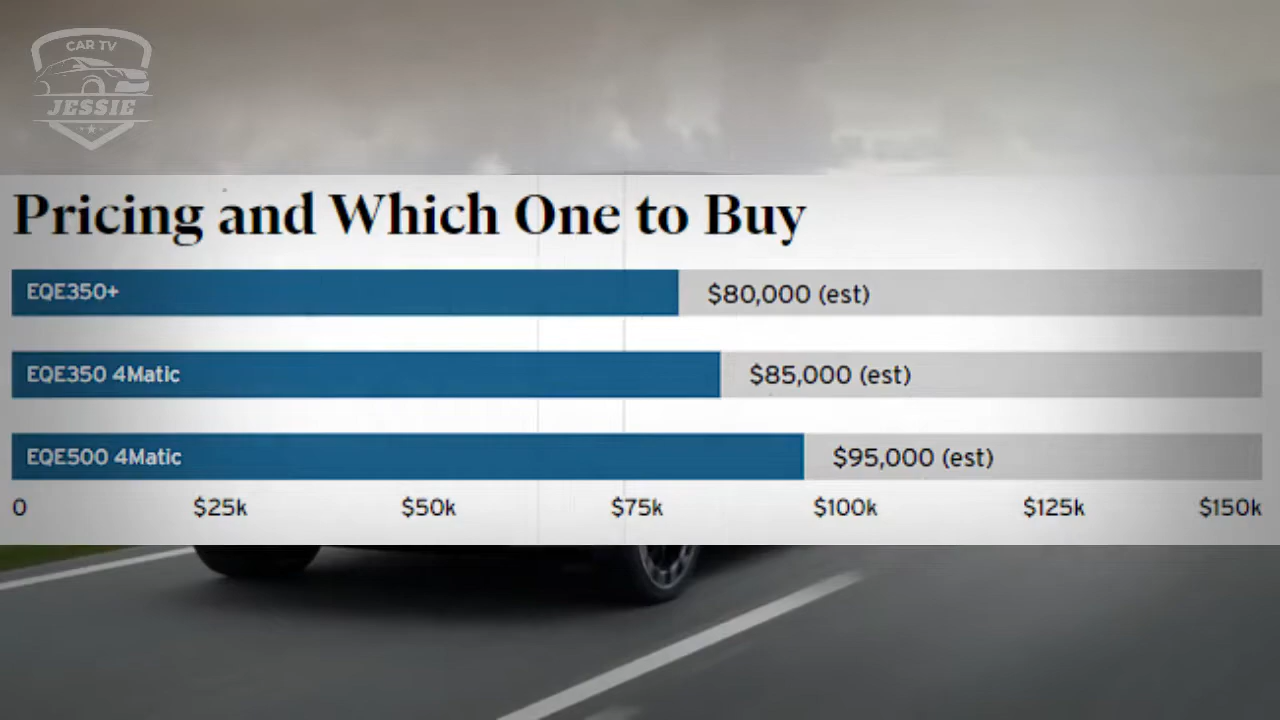 CAR TV
JESSIE
Pricing and Which One to Buy
EQE350+ $80,000 (est)
EQE350 4Matic $85,000 (est)
EQE500 4Matic $95,000 (est)
0 $25k $50k $75k $100k $125k $150k